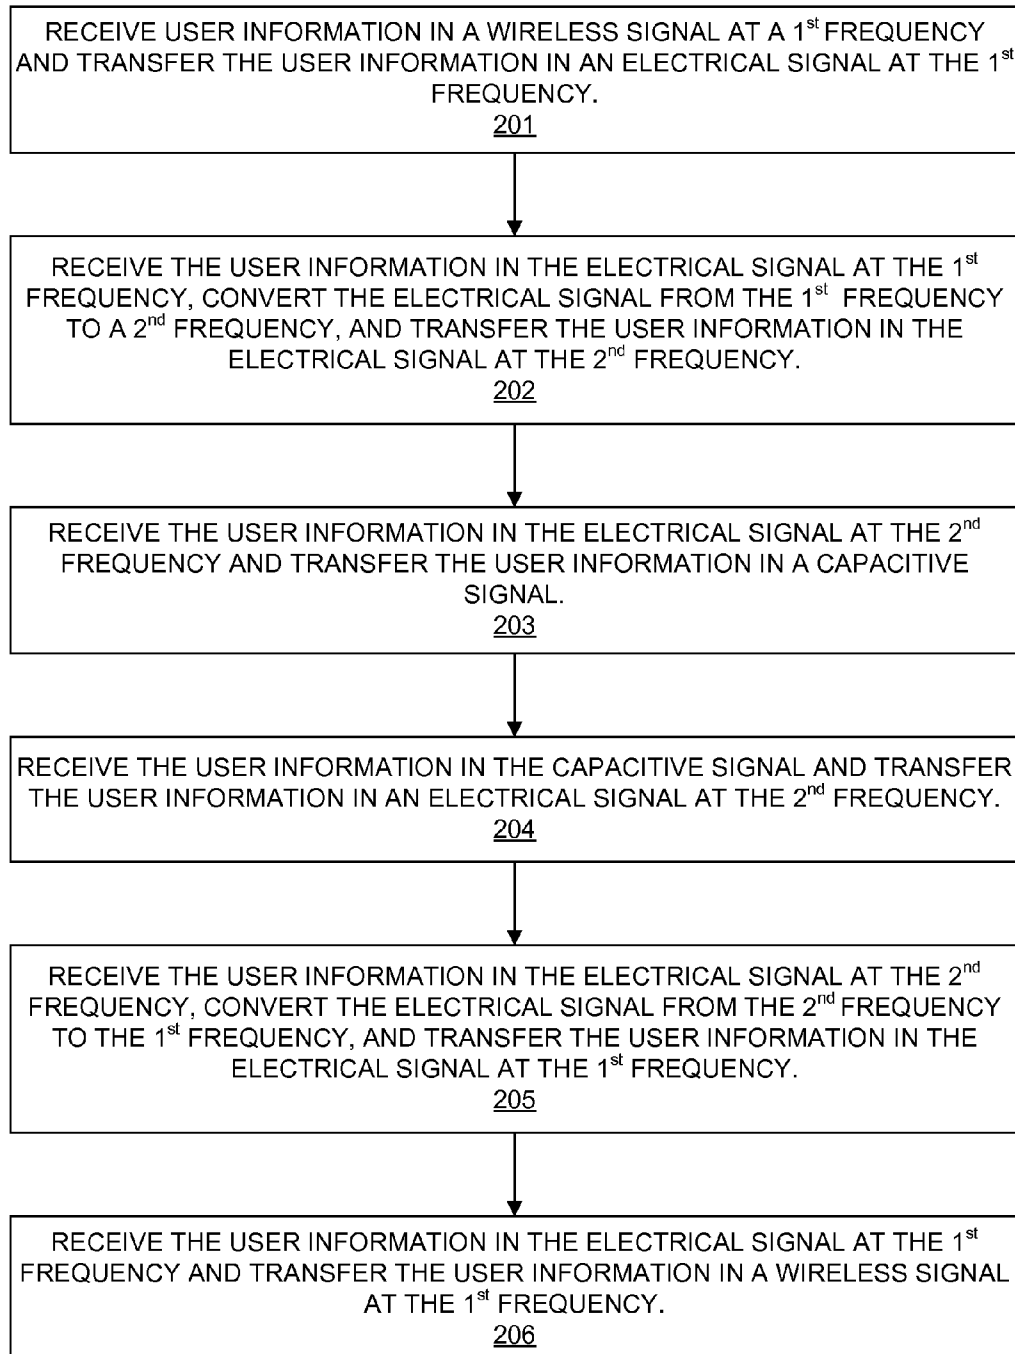 RECEIVE USER INFORMATION IN A WIRELESS SIGNAL AT A 1st FREQUENCY
AND TRANSFER THE USER INFORMATION IN AN ELECTRICAL SIGNAL AT THE 1st
FREQUENCY.
201
RECEIVE THE USER INFORMATION IN THE ELECTRICAL SIGNAL AT THE 1st
FREQUENCY, CONVERT THE ELECTRICAL SIGNAL FROM THE 1st FREQUENCY
TO A 2nd FREQUENCY, AND TRANSFER THE USER INFORMATION IN THE
ELECTRICAL SIGNAL AT THE 2nd FREQUENCY.
202
RECEIVE THE USER INFORMATION IN THE ELECTRICAL SIGNAL AT THE 2nd
FREQUENCY AND TRANSFER THE USER INFORMATION IN A CAPACITIVE
SIGNAL.
203
RECEIVE THE USER INFORMATION IN THE CAPACITIVE SIGNAL AND TRANSFER
THE USER INFORMATION IN AN ELECTRICAL SIGNAL AT THE 2nd FREQUENCY.
204
RECEIVE THE USER INFORMATION IN THE ELECTRICAL SIGNAL AT THE 2nd
FREQUENCY, CONVERT THE ELECTRICAL SIGNAL FROM THE 2nd FREQUENCY
TO THE 1st FREQUENCY, AND TRANSFER THE USER INFORMATION IN THE
ELECTRICAL SIGNAL AT THE 1st FREQUENCY.
205
RECEIVE THE USER INFORMATION IN THE ELECTRICAL SIGNAL AT THE 1st
FREQUENCY AND TRANSFER THE USER INFORMATION IN A WIRELESS SIGNAL
AT THE 1st FREQUENCY.
206